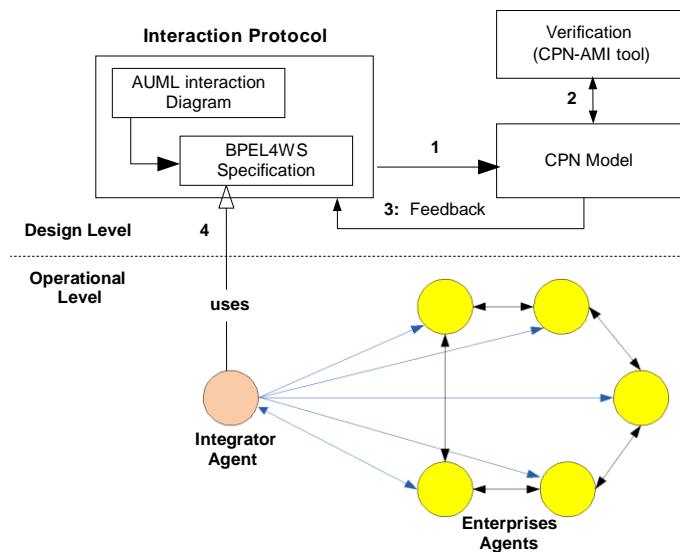 Interaction Protocol
Verification
(CPN-AMI tool)
AUML interaction
Diagram
2
BPEL4WS
Specification
1
CPN Model
3: Feedback
4
Design Level
Operational
Level
uses
Integrator
Agent
Enterprises
Agents